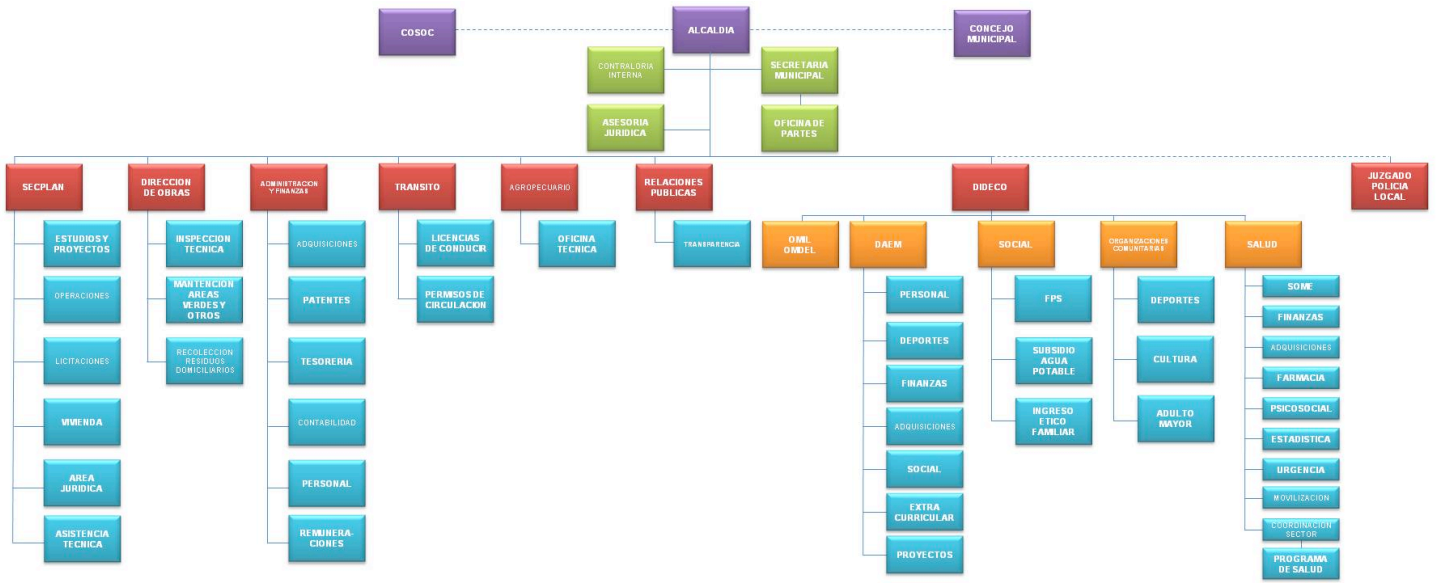 COSOC
ALCALDIA
CONCEJO
MUNICIPAL
CONTRALORIA
INTERNA
SECRETARIA
MUNICIPAL
ASESORIA
JURIDICA
OFICINA DE
PARTES
SECPLAN
DIRECCION
DE OBRAS
ADMINISTRACION
Y FINANZAS
TRANSITO
AGROPECUARIO
RELACIONES
PUBLICAS
DIDECO
JUZGADO
POLICIA
LOCAL
ESTUDIOS Y
PROYECTOS
OPERACIONES
LICITACIONES
VIVIENDA
AREA
JURIDICA
ASISTENCIA
TECNICA
INSPECCION
TECNICA
MANTENCION
AREAS
VERDES Y
OTROS
RECOLECCION
RESIDUOS
DOMICILIARIOS
ADQUISICIONES
PATENTES
TESORERIA
CONTABILIDAD
PERSONAL
REMUNERA-
CIONES
LICENCIAS
DE CONDUCIR
PERMISOS DE
CIRCULACION
OFICINA
TECNICA
TRANSPARENCIA
OMIL
OMDEL
DAEM
SOCIAL
ORGANIZACIONES
COMUNITARIAS
SALUD
PERSONAL
DEPORTES
FINANZAS
ADQUISICIONES
SOCIAL
EXTRA
CURRICULAR
PROYECTOS
FPS
SUBSIDIO
AGUA
POTABLE
INGRESO
ETICO
FAMILIAR
DEPORTES
CULTURA
ADULTO
MAYOR
SOME
FINANZAS
ADQUISICIONES
FARMACIA
PSICOSOCIAL
ESTADISTICA
URGENCIA
MOVILIZACION
COORDINACION
SECTOR
PROGRAMA
DE SALUD